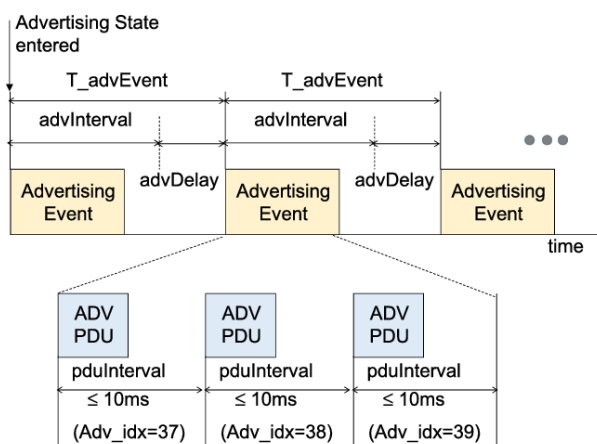 Advertising State
entered
T_advEvent
T_advEvent
advInterval
advInterval
advDelay
advDelay
Advertising
Event
Advertising
Event
Advertising
Event
time
ADV
PDU
ADV
PDU
ADV
PDU
pduInterval
pduInterval
pduInterval
≤ 10ms
≤ 10ms
≤ 10ms
(Adv_idx=37)
(Adv_idx=38)
(Adv_idx=39)